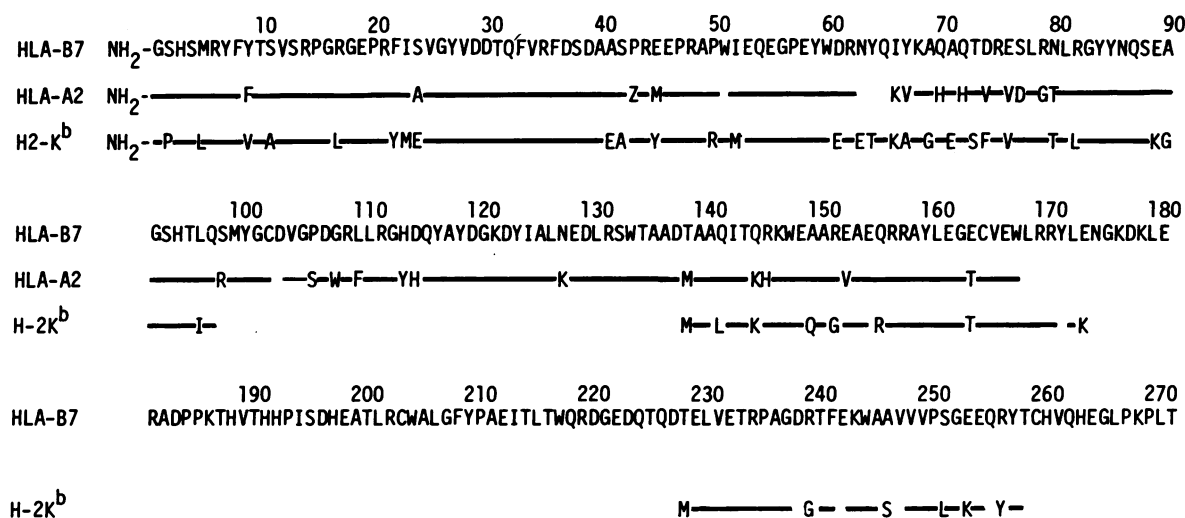 10 20 30 40 50 60 70 80 90
HLA-B7 NH2-GSHSMRYFYTSVSRPGRGEPRFISVGYVDDTQFVRFDSDAASPREEPRAPWIEQEGPEYWDRNYQIYKAQAQTDRESLRNLRGYYNQSEA
HLA-A2 NH2-—F—A—Z—M— — KV—H—H—V—VD—GT—
H2-Kb NH2-—P—L—V—A—L—YME—EA—Y—R—M—E—ET—KA—G—E—SF—V—T—L—KG
100 110 120 130 140 150 160 170 180
HLA-B7 GSHTLQSMYGCDVGPDGRLLRGHDQYAYDGKDYIALNEDLRSWTAADTAAQITQRKWEAAREAEQRRAYLEGECVEWLRRYLENGKDKLE
HLA-A2 —R— —S—W—F—YH—K—M—KH—V—T—
H-2Kb —I— M—L—K—Q—G—R—T— —K
190 200 210 220 230 240 250 260 270
HLA-B7 RADPPKTHVTHHPISDHEATLRCWALGFYPAEITLTWQRDGEDQTQDTELVETRPAGDRTFEKWAAVVVPSGEEQRYTCHVQHEGLPKPLT
H-2Kb M—G— —S —L—K— Y—